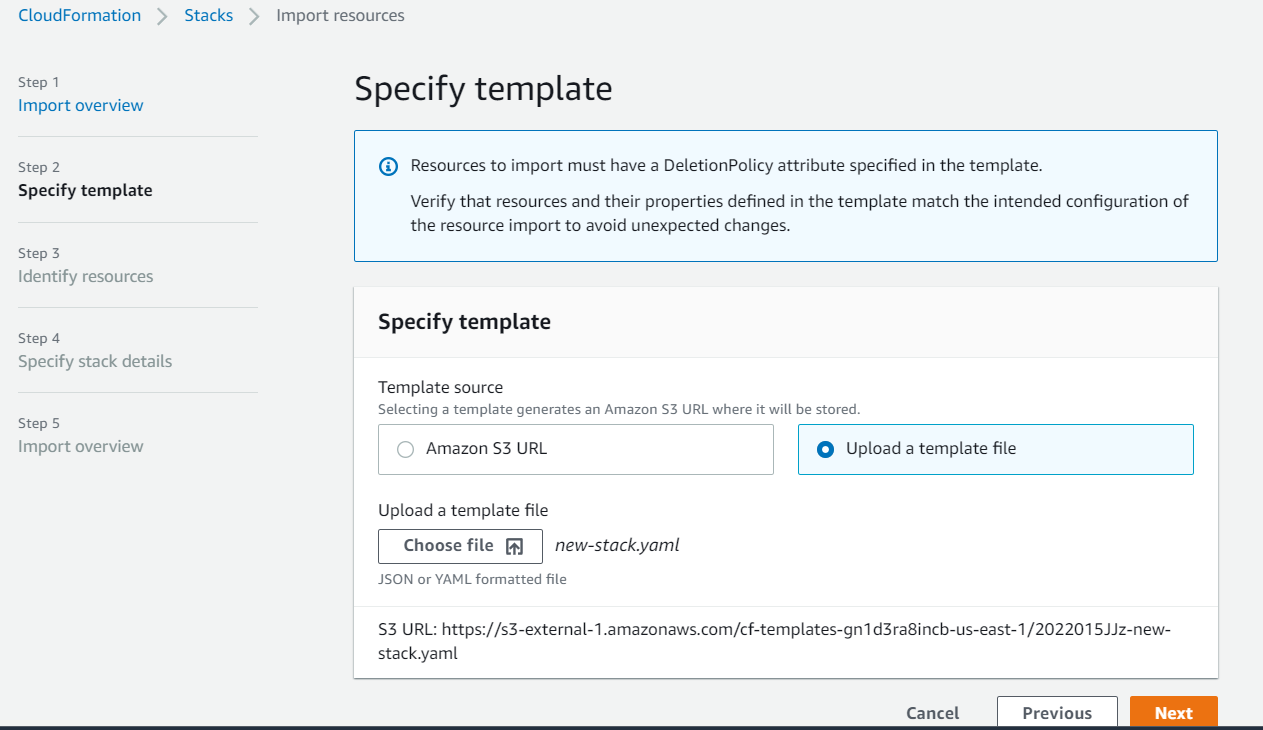 CloudFormation > Stacks > Import resources
Step 1
Import overview
Step 2
Specify template
Step 3
Identify resources
Step 4
Specify stack details
Step 5
Import overview
Specify template
Resources to import must have a DeletionPolicy attribute specified in the template.
Verify that resources and their properties defined in the template match the intended configuration of
the resource import to avoid unexpected changes.
Specify template
Template source
Selecting a template generates an Amazon S3 URL where it will be stored.
Amazon S3 URL
Upload a template file
Upload a template file
Choose file new-stack.yaml
JSON or YAML formatted file
S3 URL: https://s3-external-1.amazonaws.com/cf-templates-gn1d3ra8incb-us-east-1/2022015JJz-new-
stack.yaml
Cancel Previous Next